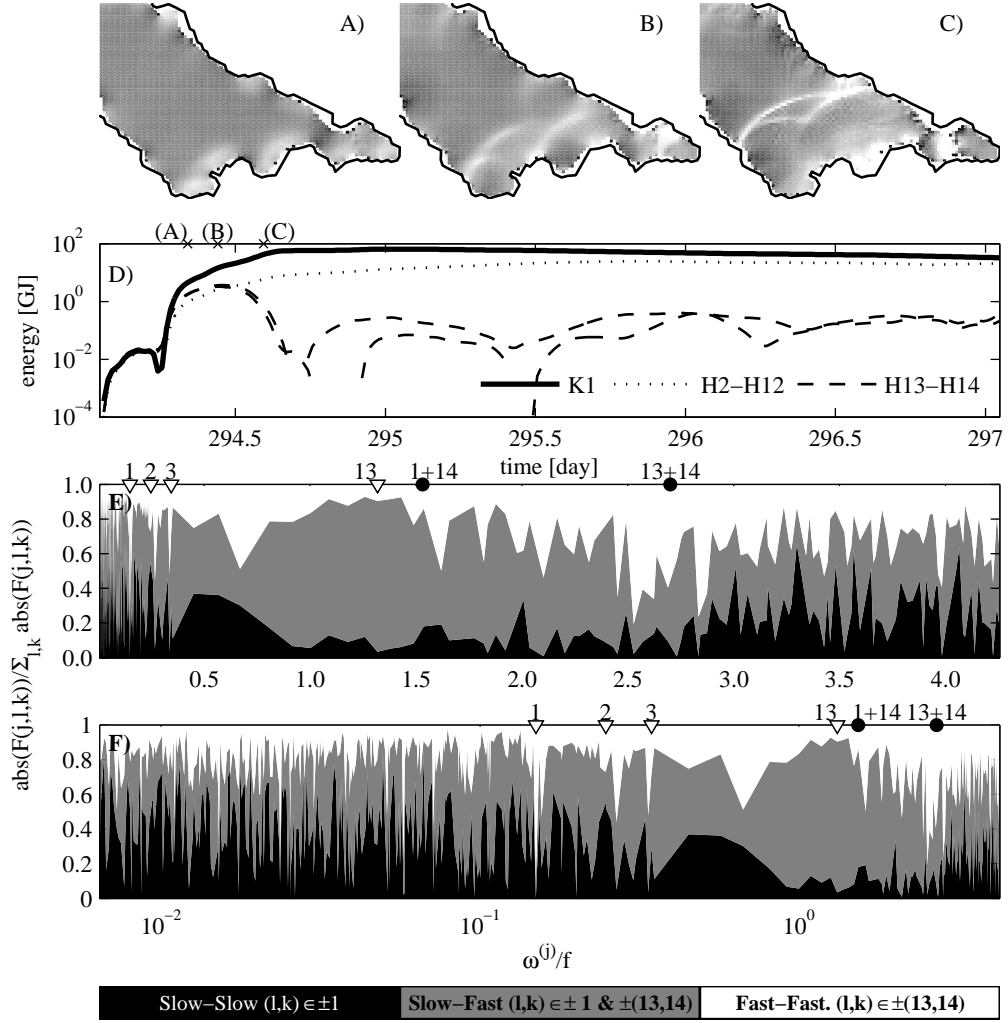 A)
B)
C)
(A) (B) (C)
D)
energy [GJ]
10^2
10^0
10^−2
10^−4
K1
H2−H12
H13−H14
294.5 295 295.5 296 296.5 297
time [day]
1 2 3 13 1+14 13+14
E)
1.0
0.8
0.6
0.4
0.2
0.0
0.5 1.0 1.5 2.0 2.5 3.0 3.5 4.0
abs(F(j,l,k))/Σ_{l,k} abs(F(j,l,k))
1 2 3 13 1+14 13+14
F)
1
0.8
0.6
0.4
0.2
0
10^−2 10^−1 10^0
ω^(j)/f
Slow−Slow (l,k)∈±1
Slow−Fast (l,k)∈± 1 & ±(13,14)
Fast−Fast. (l,k)∈±(13,14)